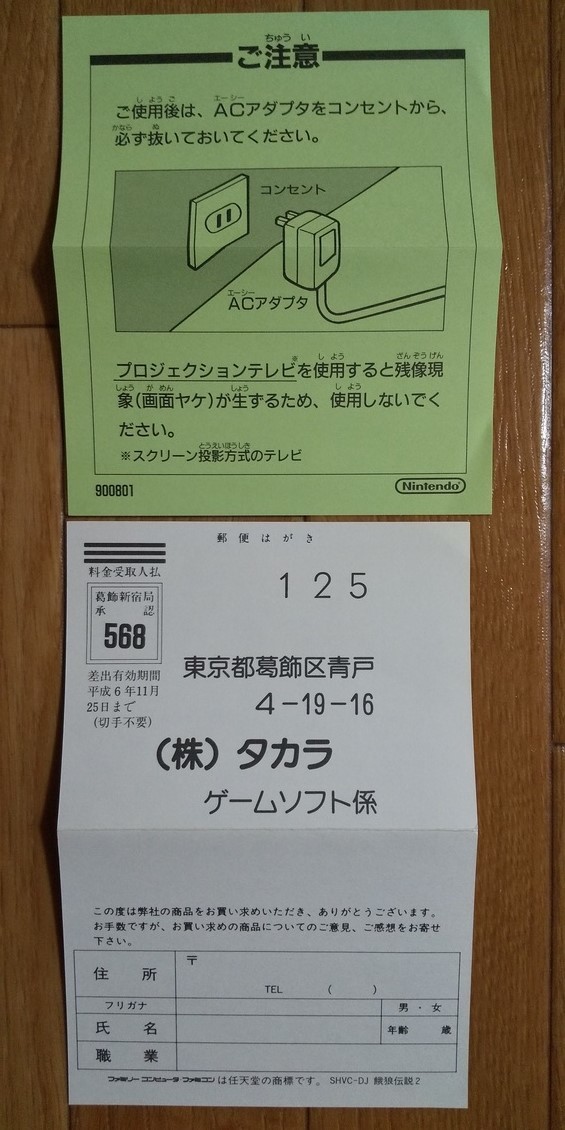 ご注意
ご使用後は、ACアダプタをコンセントから、
必ず抜いておいてください。
コンセント
ACアダプタ
プロジェクションテレビ※を使用すると残像現
象(画面ヤケ)が生ずるため、使用しないでく
ださい。
※スクリーン投影方式のテレビ
900801
Nintendo
郵便はがき
料金受取人払
葛飾新宿局
承認
568
差出有効期間
平成6年11月
25日まで
(切手不要)
125
東京都葛飾区青戸
4-19-16
(株)タカラ
ゲームソフト係
この度は弊社の商品をお買い求めいただき、ありがとうございます。
お手数ですが、お買い求めの商品についてのご意見、ご感想をお寄せ
下さい。
住所
〒
TEL ( )
フリガナ
男・女
氏名
年齢 歳
職業
ファミリーコンピュータ ファミコンは任天堂の商標です。 SHVC-DJ 餓狼伝説2